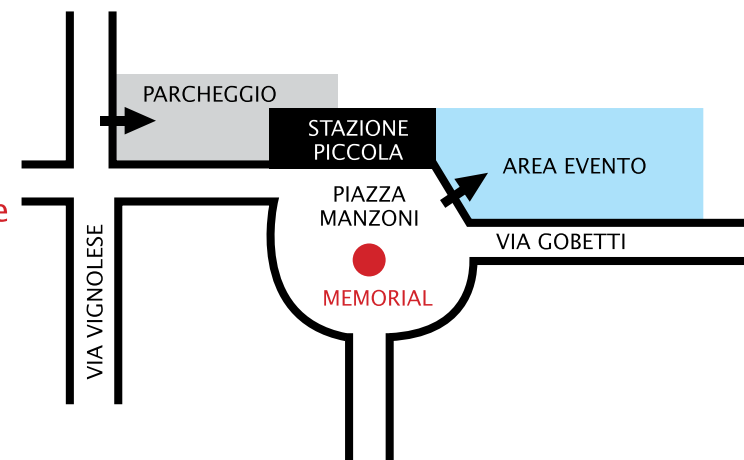 PARCHEGGIO
STAZIONE
PICCOLA
AREA EVENTO
PIAZZA
MANZONI
e
VIA GOBETTI
MEMORIAL
VIA VIGNOLESE